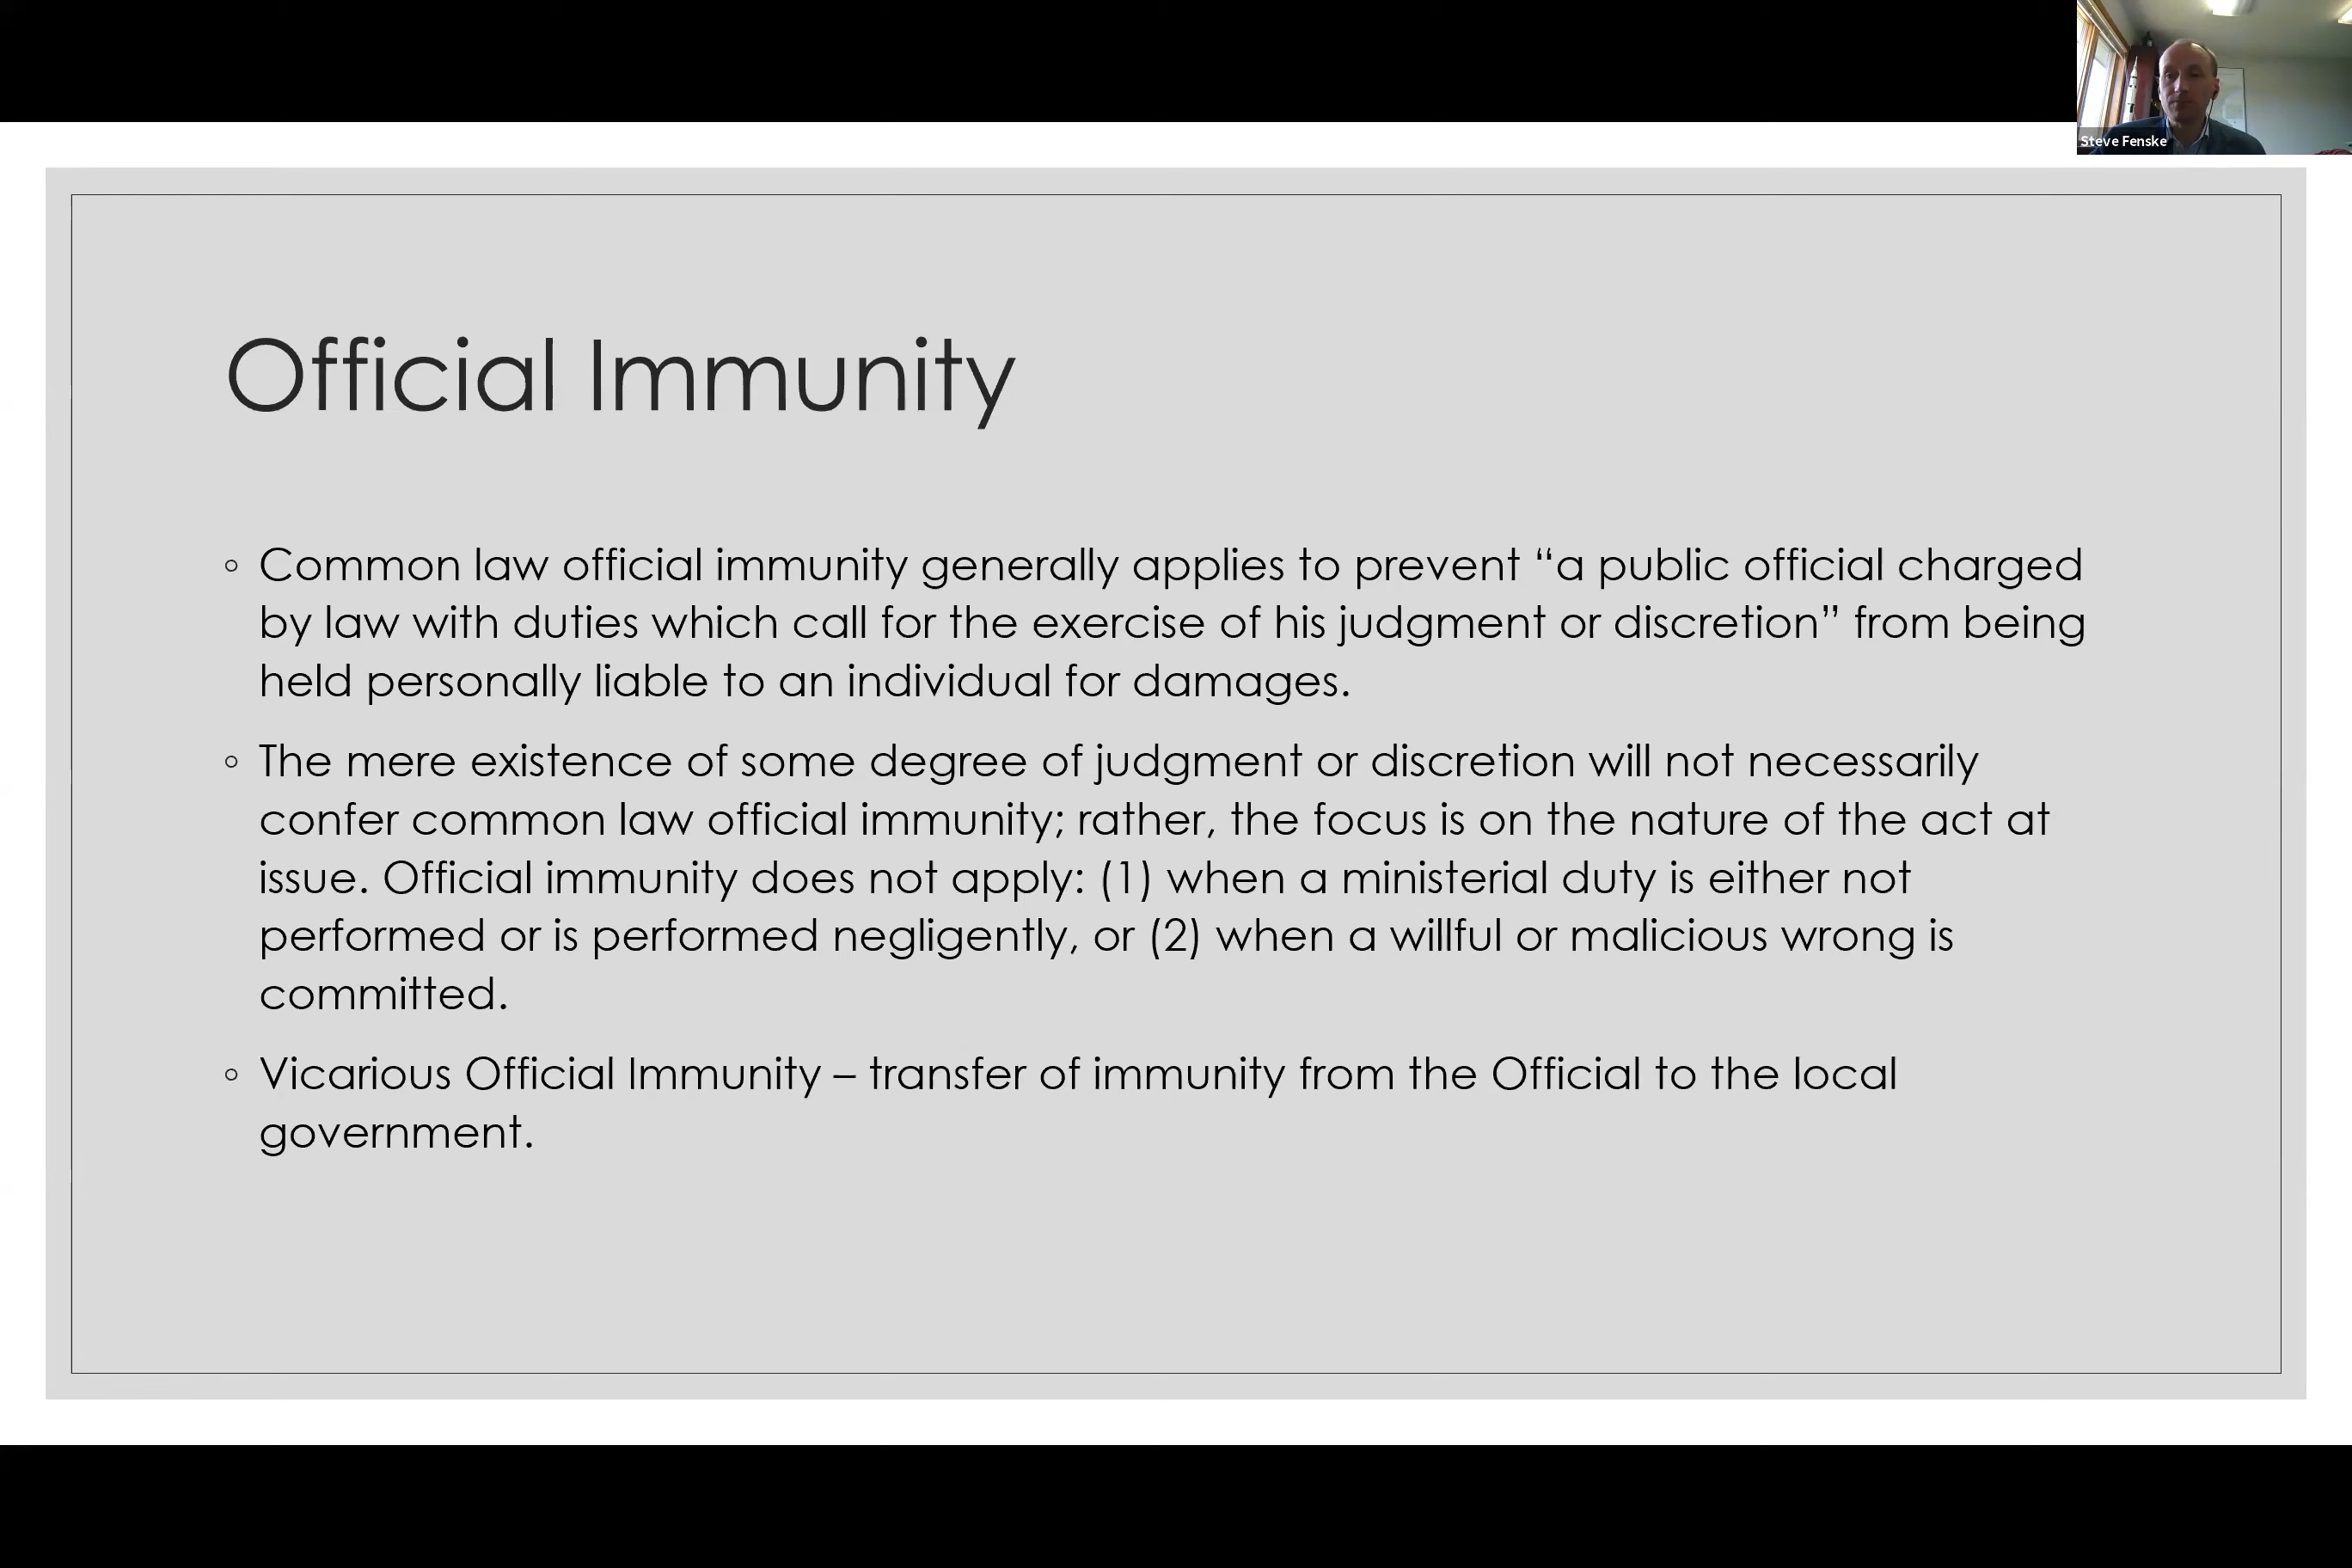 Steve Fenske
Official Immunity
◦ Common law official immunity generally applies to prevent “a public official charged
by law with duties which call for the exercise of his judgment or discretion” from being
held personally liable to an individual for damages.
◦ The mere existence of some degree of judgment or discretion will not necessarily
confer common law official immunity; rather, the focus is on the nature of the act at
issue. Official immunity does not apply: (1) when a ministerial duty is either not
performed or is performed negligently, or (2) when a willful or malicious wrong is
committed.
◦ Vicarious Official Immunity – transfer of immunity from the Official to the local
government.